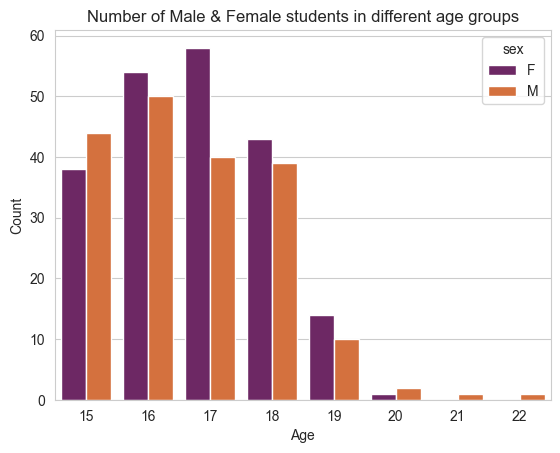 Number of Male & Female students in different age groups
sex
F
M
60
50
40
30
20
10
0
Count
15 16 17 18 19 20 21 22
Age